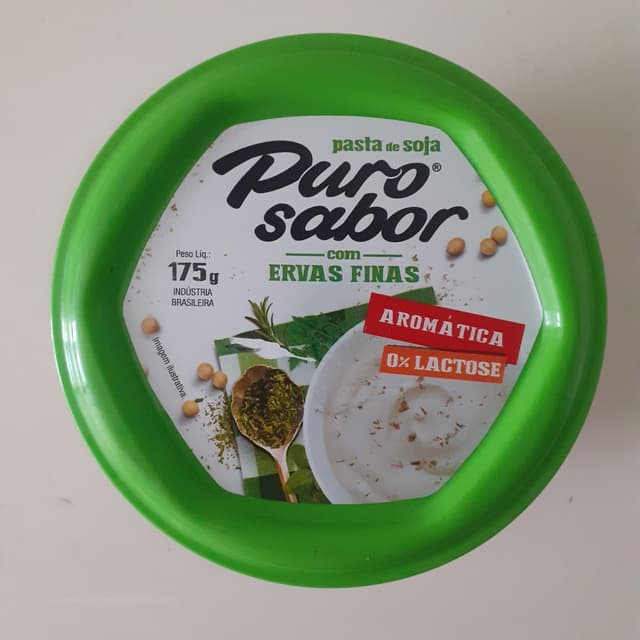 pasta de soja
Puro®
sabor
com
ERVAS FINAS
Peso Líq.:
175g
INDÚSTRIA
BRASILEIRA
AROMÁTICA
0% LACTOSE
Imagem ilustrativa.